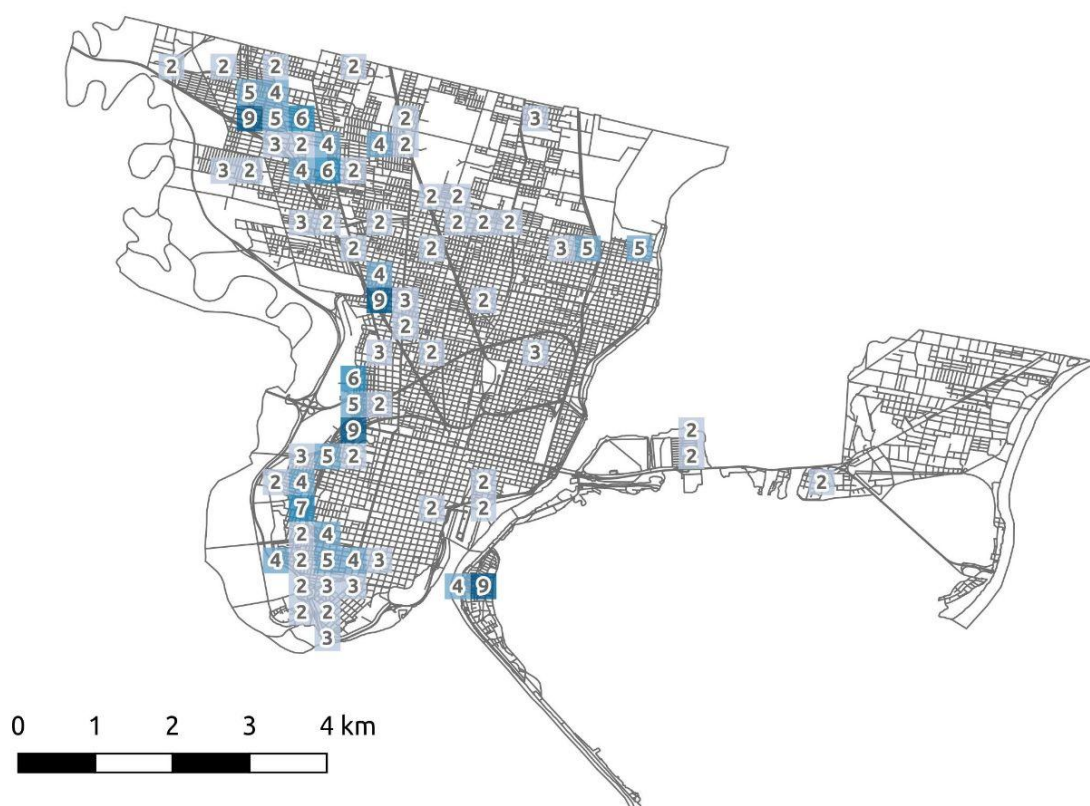 2 2 2 2
5 4
9 5 6 2 3
3 2 4 4 2
3 2 4 6 2
2 2
3 2 2 2 2 2
2 2 3 5 5
4
9 3 2
2
3 2 3
6
5 2
9 2
3 5 2 2
2 4 2 2
7 2 2
2 4
4 2 5 4 3
2 3 3 4 9
2 2
3
0 1 2 3 4 km